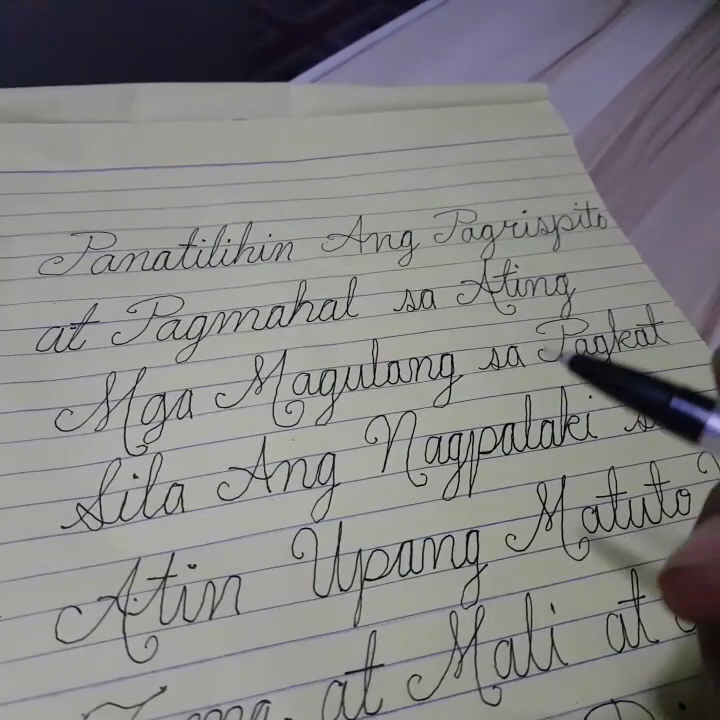 Panatilihin Ang Pagrispito
at Pagmahal sa Ating
Mga Magulang sa Pagkat
Sila Ang Nagpalaki
Atin Upang Matuto
at Mali at